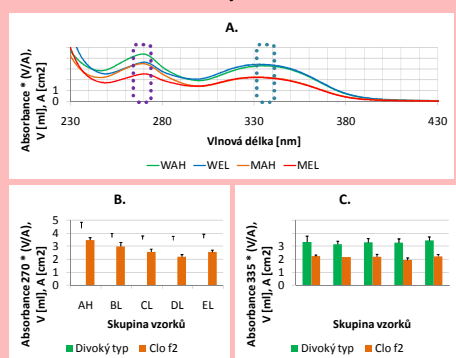 A.
Absorbance * (V/A),
V [ml], A [cm2]
1
0
230 280 330 380 430
Vlnová délka [nm]
WAH WEL MAH MEL
B.
Absorbance 270 * (V/A),
V [ml], A [cm2]
5
4
3
2
1
0
AH BL CL DL EL
Skupina vzorků
Divoký typ Clo f2
C.
Absorbance 335 * (V/A),
V [ml], A [cm2]
3
2
1
0
Skupina vzorků
Divoký typ Clo f2